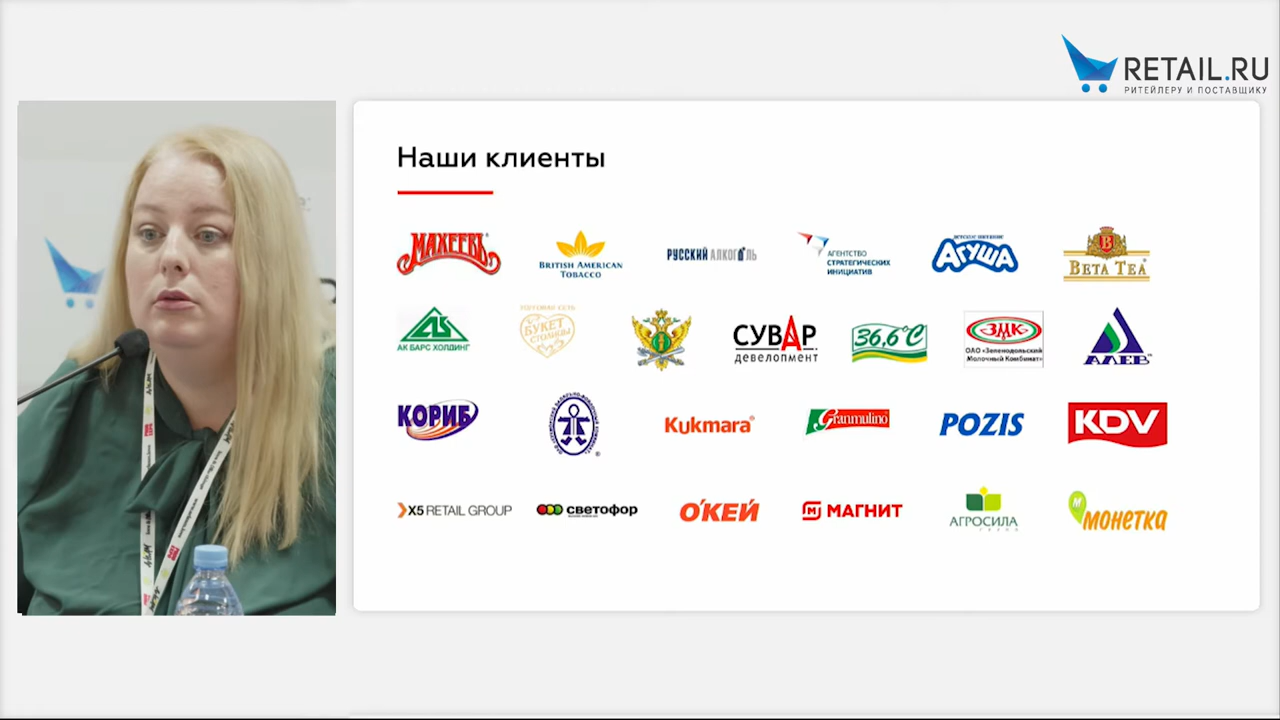 RETAIL.RU
РИТЕЙЛЕРУ И ПОСТАВЩИКУ
Наши клиенты
МАХЕЕВЪ
BRITISH AMERICAN
TOBACCO
РУССКИЙ АЛКОГОЛЬ
АГЕНТСТВО
СТРАТЕГИЧЕСКИХ
ИНИЦИАТИВ
АГУША
B
BETA TEA
АК БАРС ХОЛДИНГ
ТОРГОВАЯ СЕТЬ
БУКЕТ
СТОЛИЦЫ
СУВАР
девелопмент
36,6°C
ЗМК
ОАО «Зеленодольский
Молочный Комбинат»
АЛЕВ
КОРИБ
Kukmara
Granmulino
POZIS
KDV
X5 RETAIL GROUP
светофор
О'КЕЙ
МАГНИТ
АГРОСИЛА
М
МОНЕТКА